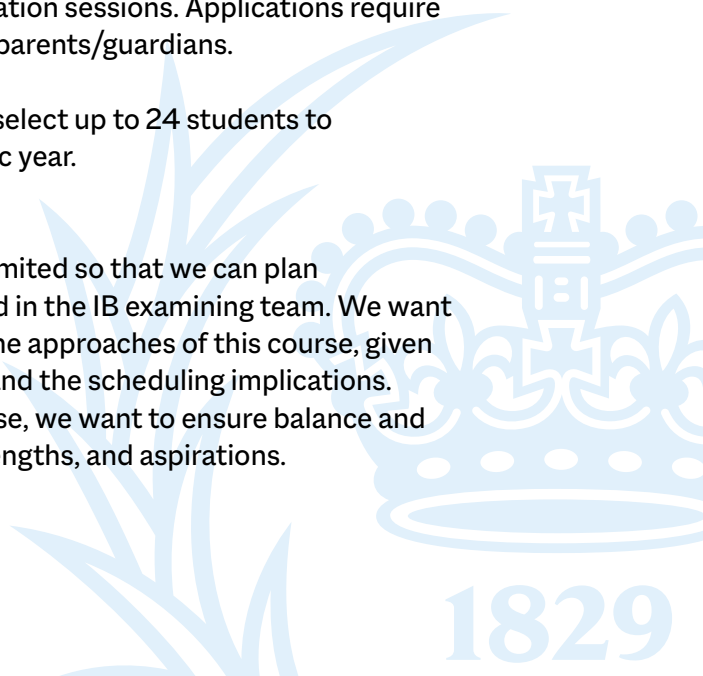 ation sessions. Applications require
parents/guardians.
select up to 24 students to
c year.
mited so that we can plan
d in the IB examining team. We want
he approaches of this course, given
and the scheduling implications.
se, we want to ensure balance and
engths, and aspirations.
1829